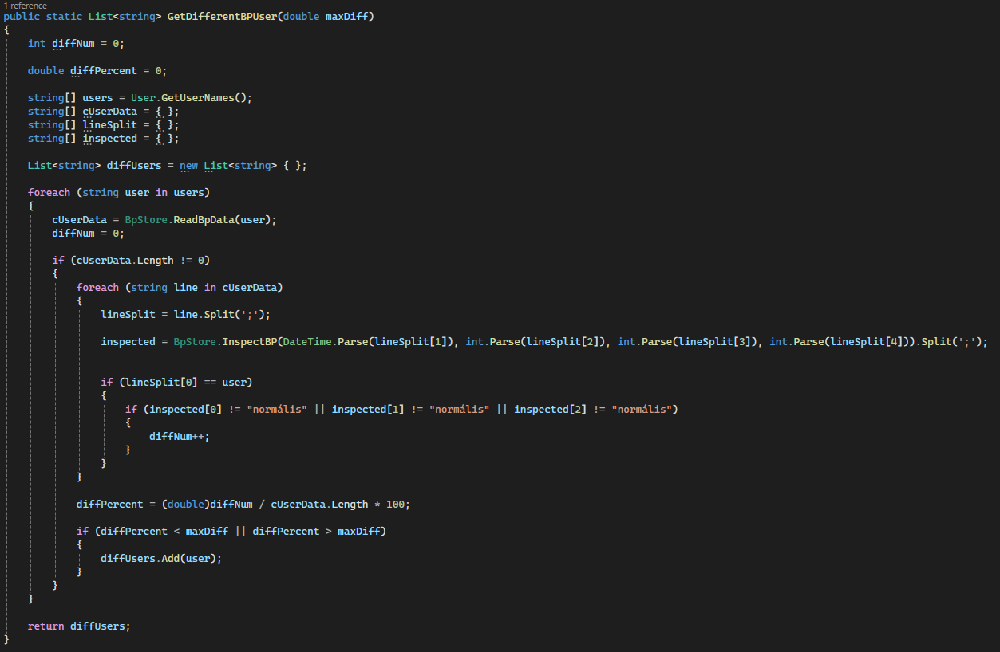 1 reference
public static List<string> GetDifferentBPUser(double maxDiff)
{
int diffNum = 0;
double diffPercent = 0;
string[] users = User.GetUserNames();
string[] cUserData = { };
string[] lineSplit = { };
string[] inspected = { };
List<string> diffUsers = new List<string> { };
foreach (string user in users)
{
cUserData = BpStore.ReadBpData(user);
diffNum = 0;
if (cUserData.Length != 0)
{
foreach (string line in cUserData)
{
lineSplit = line.Split(';');
inspected = BpStore.InspectBP(DateTime.Parse(lineSplit[1]), int.Parse(lineSplit[2]), int.Parse(lineSplit[3]), int.Parse(lineSplit[4])).Split(';');
if (lineSplit[0] == user)
{
if (inspected[0] != "normális" || inspected[1] != "normális" || inspected[2] != "normális")
{
diffNum++;
}
}
}
diffPercent = (double)diffNum / cUserData.Length * 100;
if (diffPercent < maxDiff || diffPercent > maxDiff)
{
diffUsers.Add(user);
}
}
}
return diffUsers;
}